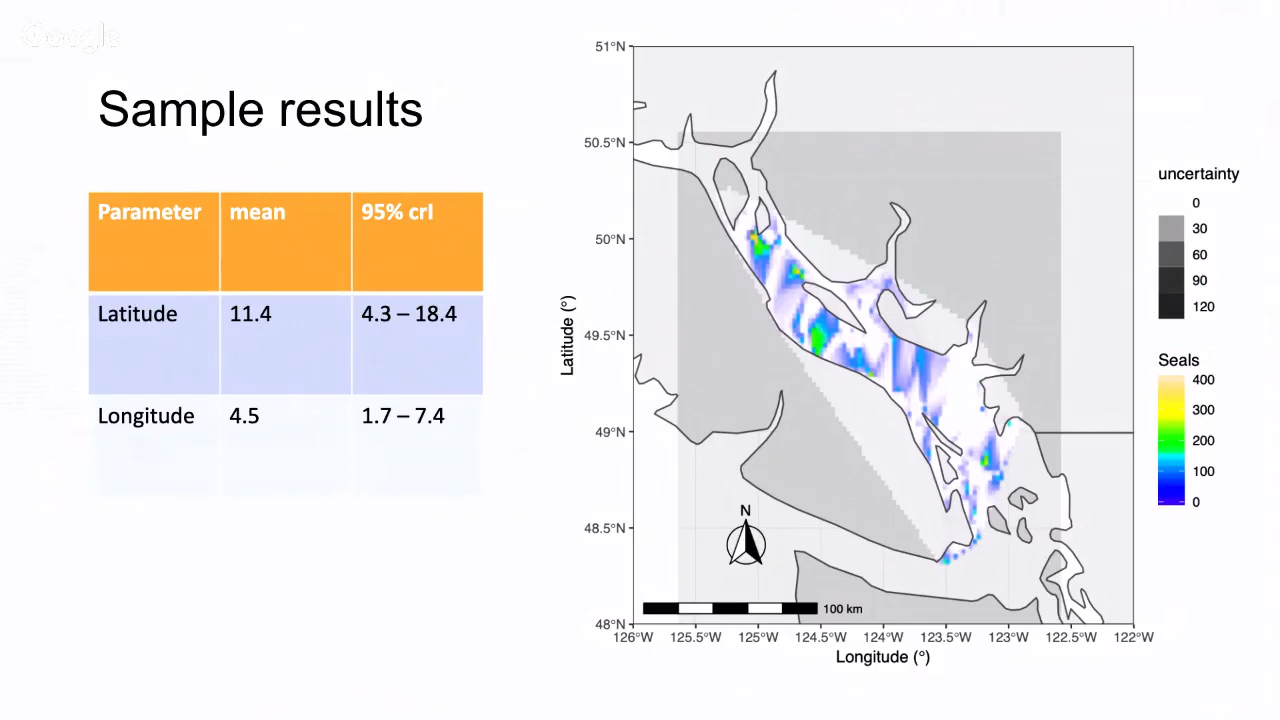 Google
Sample results
Parameter mean 95% crI
Latitude 11.4 4.3 – 18.4
Longitude 4.5 1.7 – 7.4
51°N
50.5°N
50°N
49.5°N
49°N
48.5°N
48°N
Latitude (°)
N
100 km
126°W 125.5°W 125°W 124.5°W 124°W 123.5°W 123°W 122.5°W 122°W
Longitude (°)
uncertainty
0
30
60
90
120
Seals
400
300
200
100
0